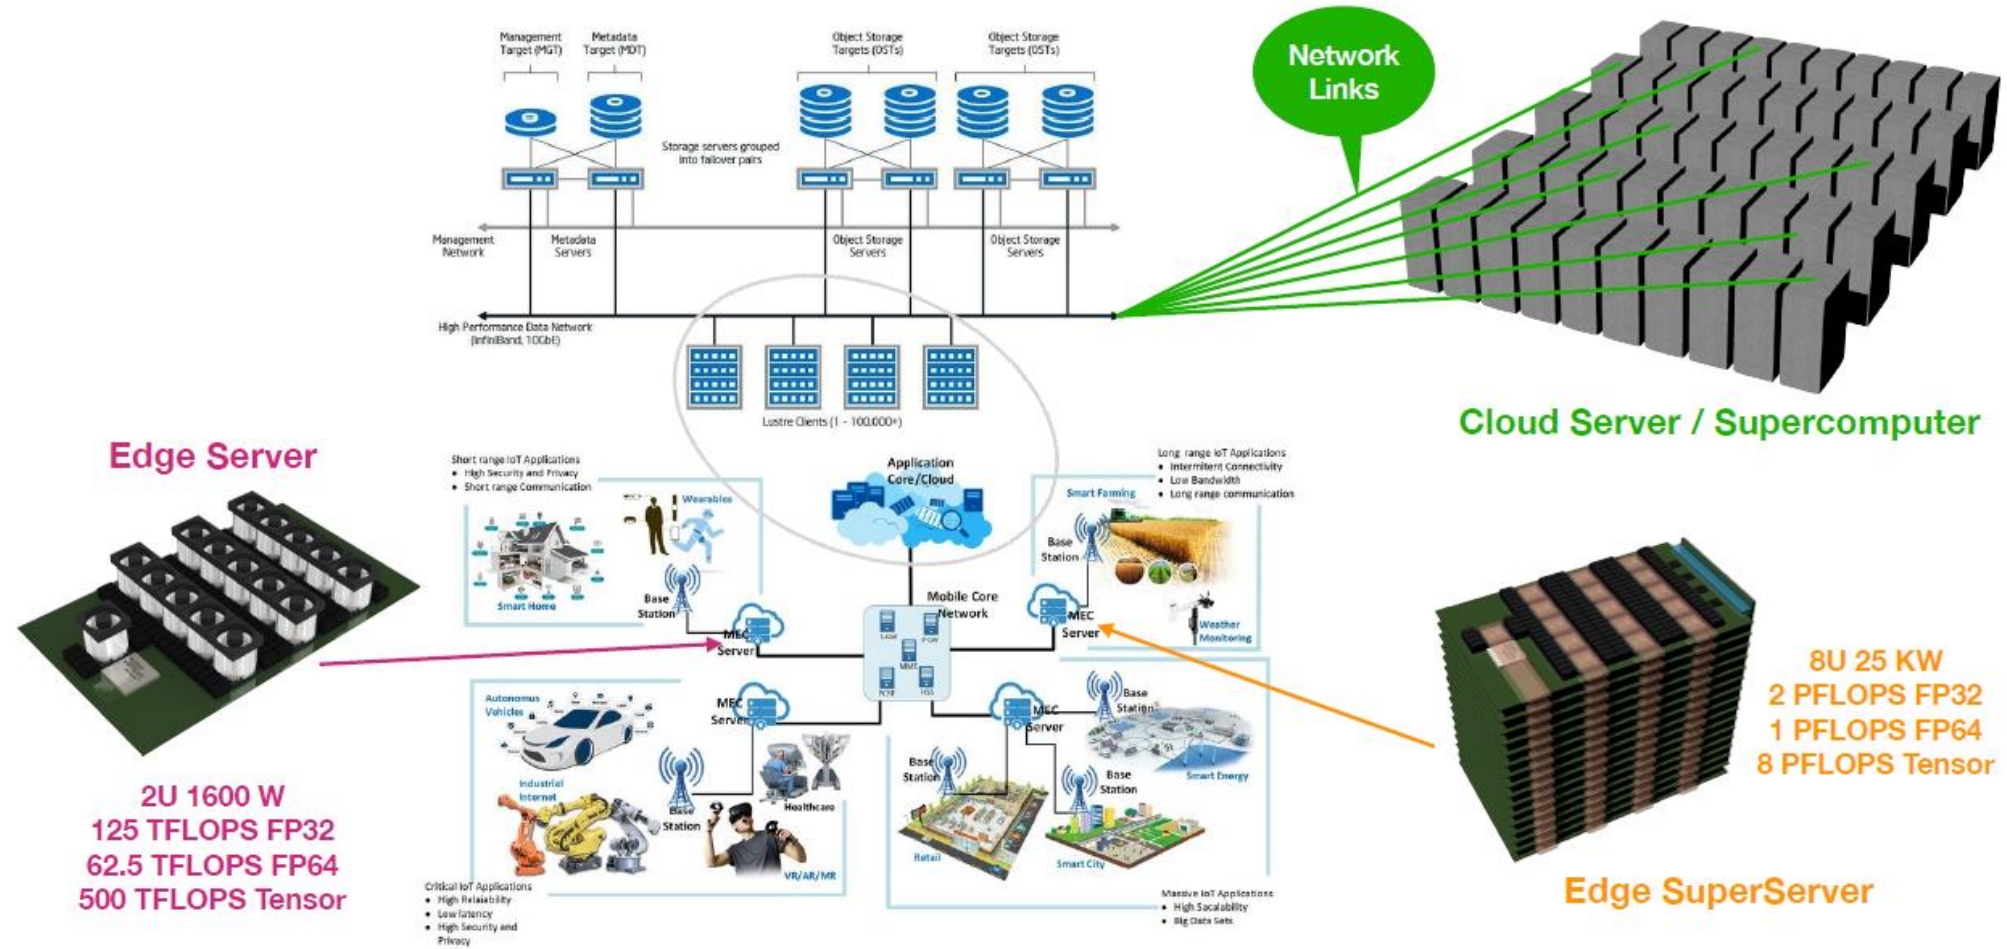 Management
Target (MGT)
Metadata
Target (MDT)
Object Storage
Targets (OSTs)
Object Storage
Targets (OSTs)
Storage servers grouped
into failover pairs
Management
Network
Metadata
Servers
Object Storage
Servers
Object Storage
Servers
High Performance Data Network
(InfiniBand, 10GbE)
Lustre Clients (1 - 100,000+)
Network
Links
Cloud Server / Supercomputer
Edge Server
2U 1600 W
125 TFLOPS FP32
62.5 TFLOPS FP64
500 TFLOPS Tensor
Short range IoT Applications
• High Security and Privacy
• Short range Communication
Wearables
Smart Home
Base
Station
MEC
Server
Application
Core/Cloud
Long range IoT Applications
• Intermitent Connectivity
• Low Bandwidth
• Long range communication
Smart Farming
Base
Station
MEC
Server
Weather
Monitoring
Mobile Core
Network
MME
HSS
Autonomus
Vehicles
Industrial
Internet
MEC
Server
Base
Station
Healthcare
VR/AR/MR
Critical IoT Applications
• High Relaiability
• Low latency
• High Security and
Privacy
MEC
Server
Base
Station
Smart Energy
Base
Station
Base
Station
Retail
Smart City
Massive IoT Applications
• High Sacalability
• Big Data Sets
8U 25 KW
2 PFLOPS FP32
1 PFLOPS FP64
8 PFLOPS Tensor
Edge SuperServer